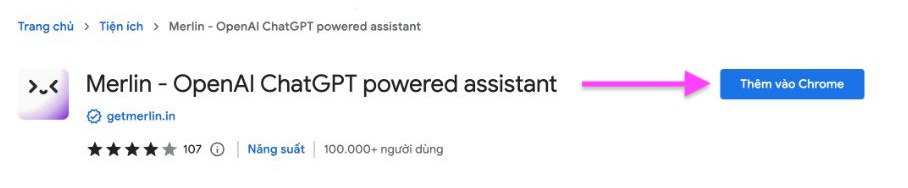 Trang chủ > Tiện ích > Merlin - OpenAI ChatGPT powered assistant
Merlin - OpenAI ChatGPT powered assistant
Thêm vào Chrome
getmerlin.in
107 | Năng suất | 100.000+ người dùng